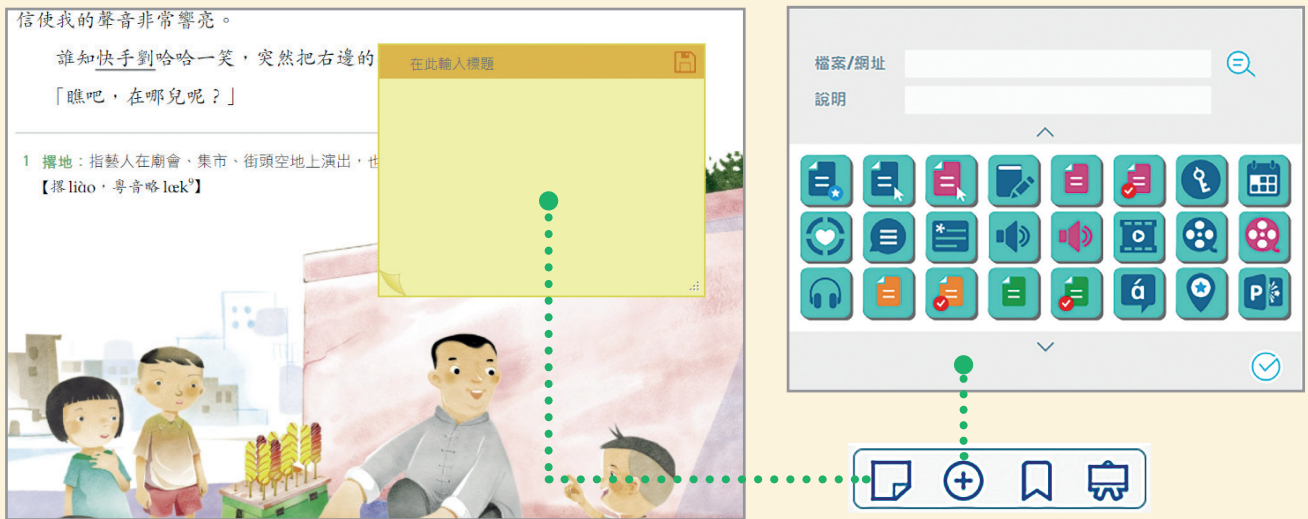 信使我的聲音非常響亮。
誰知快手劉哈哈一笑，突然把右邊的
「瞧吧，在哪兒呢？」
1 撂地：指藝人在廟會、集市、街頭空地上演出，也
【撂 liào，粵音略 lœk⁹】
在此輸入標題
檔案/網址
說明
á
P